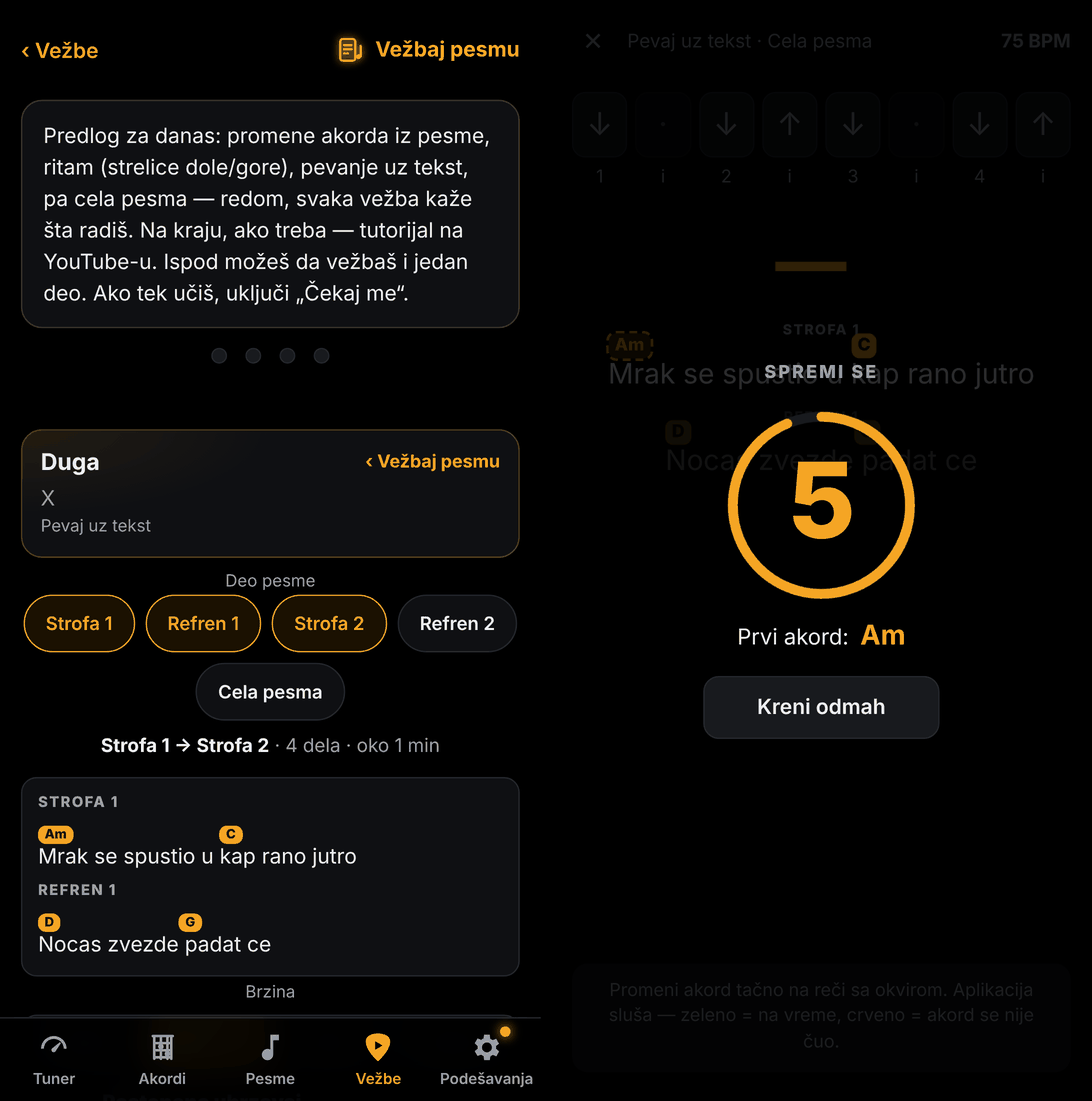 ‹ Vežbe
Vežbaj pesmu
Predlog za danas: promene akorda iz pesme,
ritam (strelice dole/gore), pevanje uz tekst,
pa cela pesma — redom, svaka vežba kaže
šta radiš. Na kraju, ako treba — tutorijal na
YouTube-u. Ispod možeš da vežbaš i jedan
deo. Ako tek učiš, uključi „Čekaj me“.
Duga
‹ Vežbaj pesmu
X
Pevaj uz tekst
Deo pesme
Strofa 1
Refren 1
Strofa 2
Refren 2
Cela pesma
Strofa 1 → Strofa 2 · 4 dela · oko 1 min
STROFA 1
Am C
Mrak se spustio u kap rano jutro
REFREN 1
D G
Nocas zvezde padat ce
Brzina
Tuner
Akordi
Pesme
Vežbe
Podešavanja
✕ Pevaj uz tekst · Cela pesma
75 BPM
↓ · ↓ ↑ ↓ · ↓ ↑
1 i 2 i 3 i 4 i
STROFA 1
Am C
Mrak se spustio u kap rano jutro
SPREMI SE
D
Nocas zvezde padat ce
5
Prvi akord: Am
Kreni odmah
Promeni akord tačno na reči sa okvirom. Aplikacija
sluša — zeleno = na vreme, crveno = akord se nije
čuo.